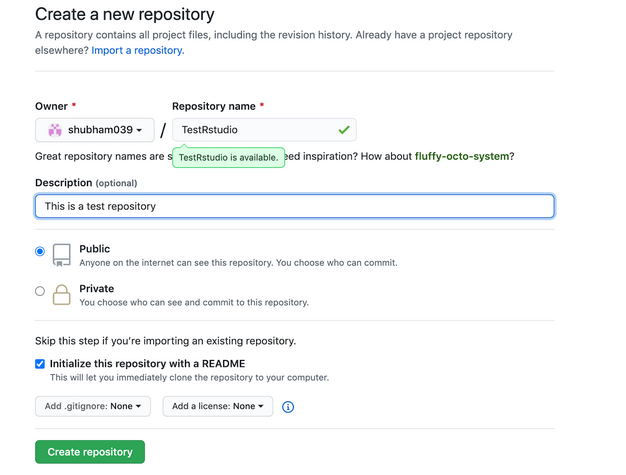 Create a new repository
A repository contains all project files, including the revision history. Already have a project repository
elsewhere? Import a repository.
Owner *
Repository name *
shubham039
/
TestRstudio
Great repository names are s
TestRstudio is available.
eed inspiration? How about fluffy-octo-system?
Description (optional)
This is a test repository
Public
Anyone on the internet can see this repository. You choose who can commit.
Private
You choose who can see and commit to this repository.
Skip this step if you're importing an existing repository.
Initialize this repository with a README
This will let you immediately clone the repository to your computer.
Add .gitignore: None
Add a license: None
Create repository